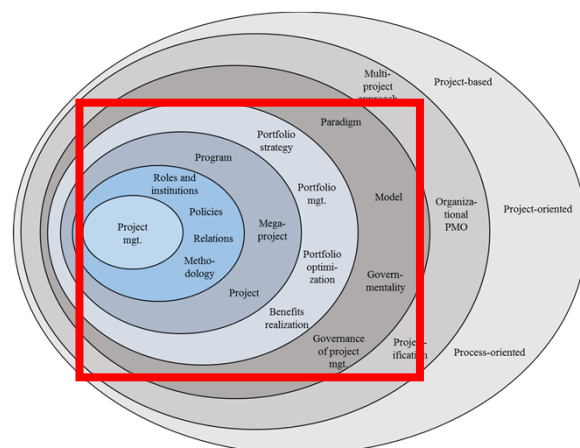 Multi-
project
approach
Project-based
Paradigm
Portfolio
strategy
Program
Roles and
institutions
Portfolio
mgt.
Model
Policies
Organiza-
tional
PMO
Project-oriented
Project
mgt.
Mega-
project
Relations
Metho-
dology
Portfolio
optimi-
zation
Govern-
mentality
Project
Benefits
realization
Governance
of project
mgt.
Project-
ification
Process-oriented